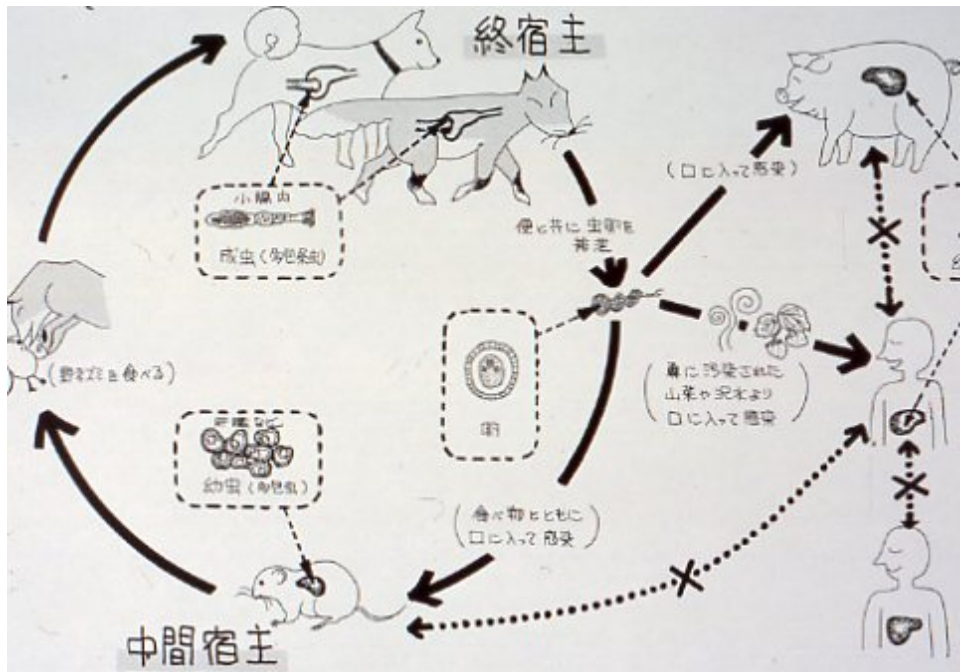 終宿主
小腸内
成虫(多包条虫)
便と共に虫卵を
排泄
(口に入って感染)
(野ネズミを食べる)
卵
糞に汚染された
山菜や沢水より
口に入って感染
肝臓など
幼虫(多包虫)
食べ物とともに
口に入って感染
中間宿主